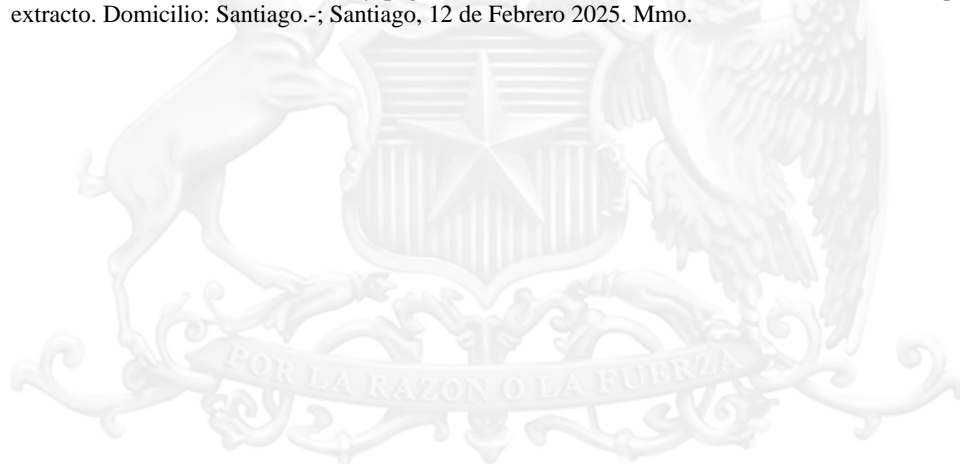 extracto. Domicilio: Santiago.-; Santiago, 12 de Febrero 2025. Mmo.
POR LA RAZON O LA FUERZA